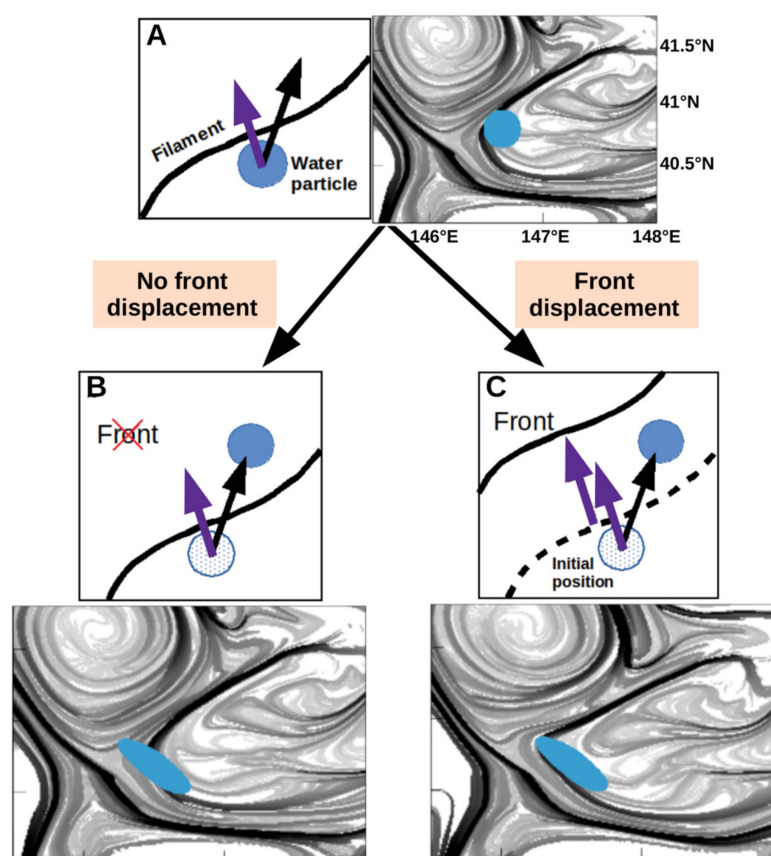 A
Filament
Water
particle
41.5°N
41°N
40.5°N
146°E 147°E 148°E
No front
displacement
Front
displacement
B
Front
C
Front
Initial
position